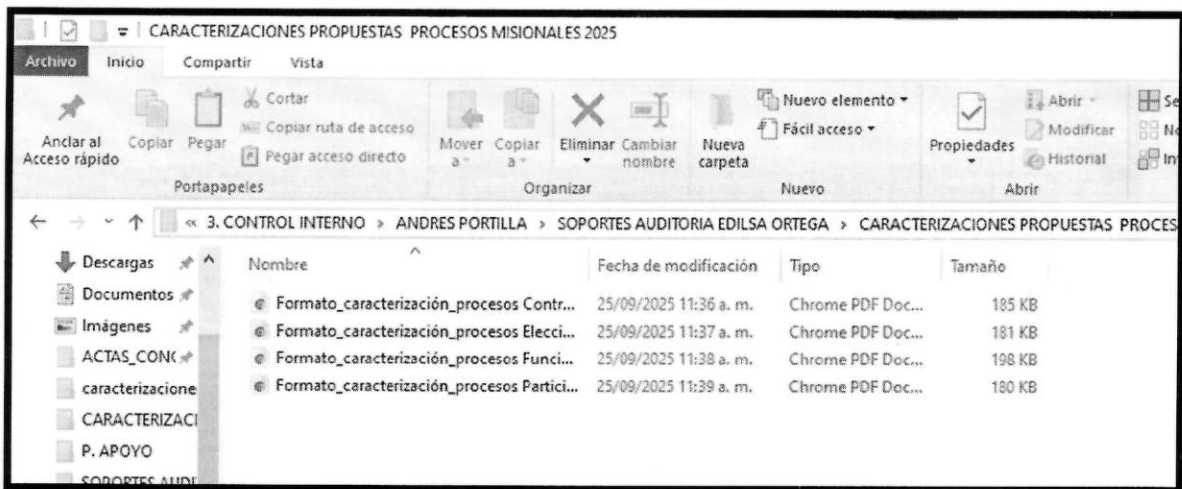 CARACTERIZACIONES PROPUESTAS PROCESOS MISIONALES 2025
Archivo Inicio Compartir Vista
Anclar al Acceso rápido
Copiar
Pegar
Cortar
Copiar ruta de acceso
Pegar acceso directo
Portapapeles
Mover a
Copiar a
Eliminar
Cambiar nombre
Organizar
Nueva carpeta
Nuevo elemento
Fácil acceso
Nuevo
Propiedades
Abrir
Modificar
Historial
Abrir
Se
No
In
« 3. CONTROL INTERNO > ANDRES PORTILLA > SOPORTES AUDITORIA EDILSA ORTEGA > CARACTERIZACIONES PROPUESTAS PROCES
Descargas
Documentos
Imágenes
ACTAS_CON
caracterizacione
CARACTERIZACI
P. APOYO
SOPORTES AUDI
Nombre Fecha de modificación Tipo Tamaño
Formato_caracterización_procesos Contr... 25/09/2025 11:36 a. m. Chrome PDF Doc... 185 KB
Formato_caracterización_procesos Elecci... 25/09/2025 11:37 a. m. Chrome PDF Doc... 181 KB
Formato_caracterización_procesos Funci... 25/09/2025 11:38 a. m. Chrome PDF Doc... 198 KB
Formato_caracterización_procesos Partici... 25/09/2025 11:39 a. m. Chrome PDF Doc... 180 KB